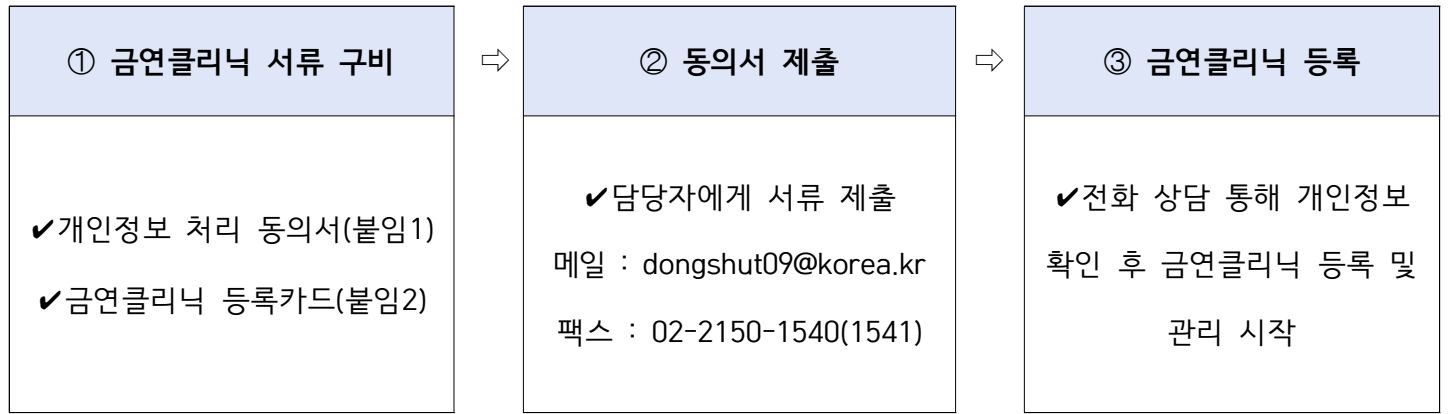 ① 금연클리닉 서류 구비
✔개인정보 처리 동의서(붙임1)
✔금연클리닉 등록카드(붙임2)
⇨
② 동의서 제출
✔담당자에게 서류 제출
메일 : dongshut09@korea.kr
팩스 : 02-2150-1540(1541)
⇨
③ 금연클리닉 등록
✔전화 상담 통해 개인정보
확인 후 금연클리닉 등록 및
관리 시작